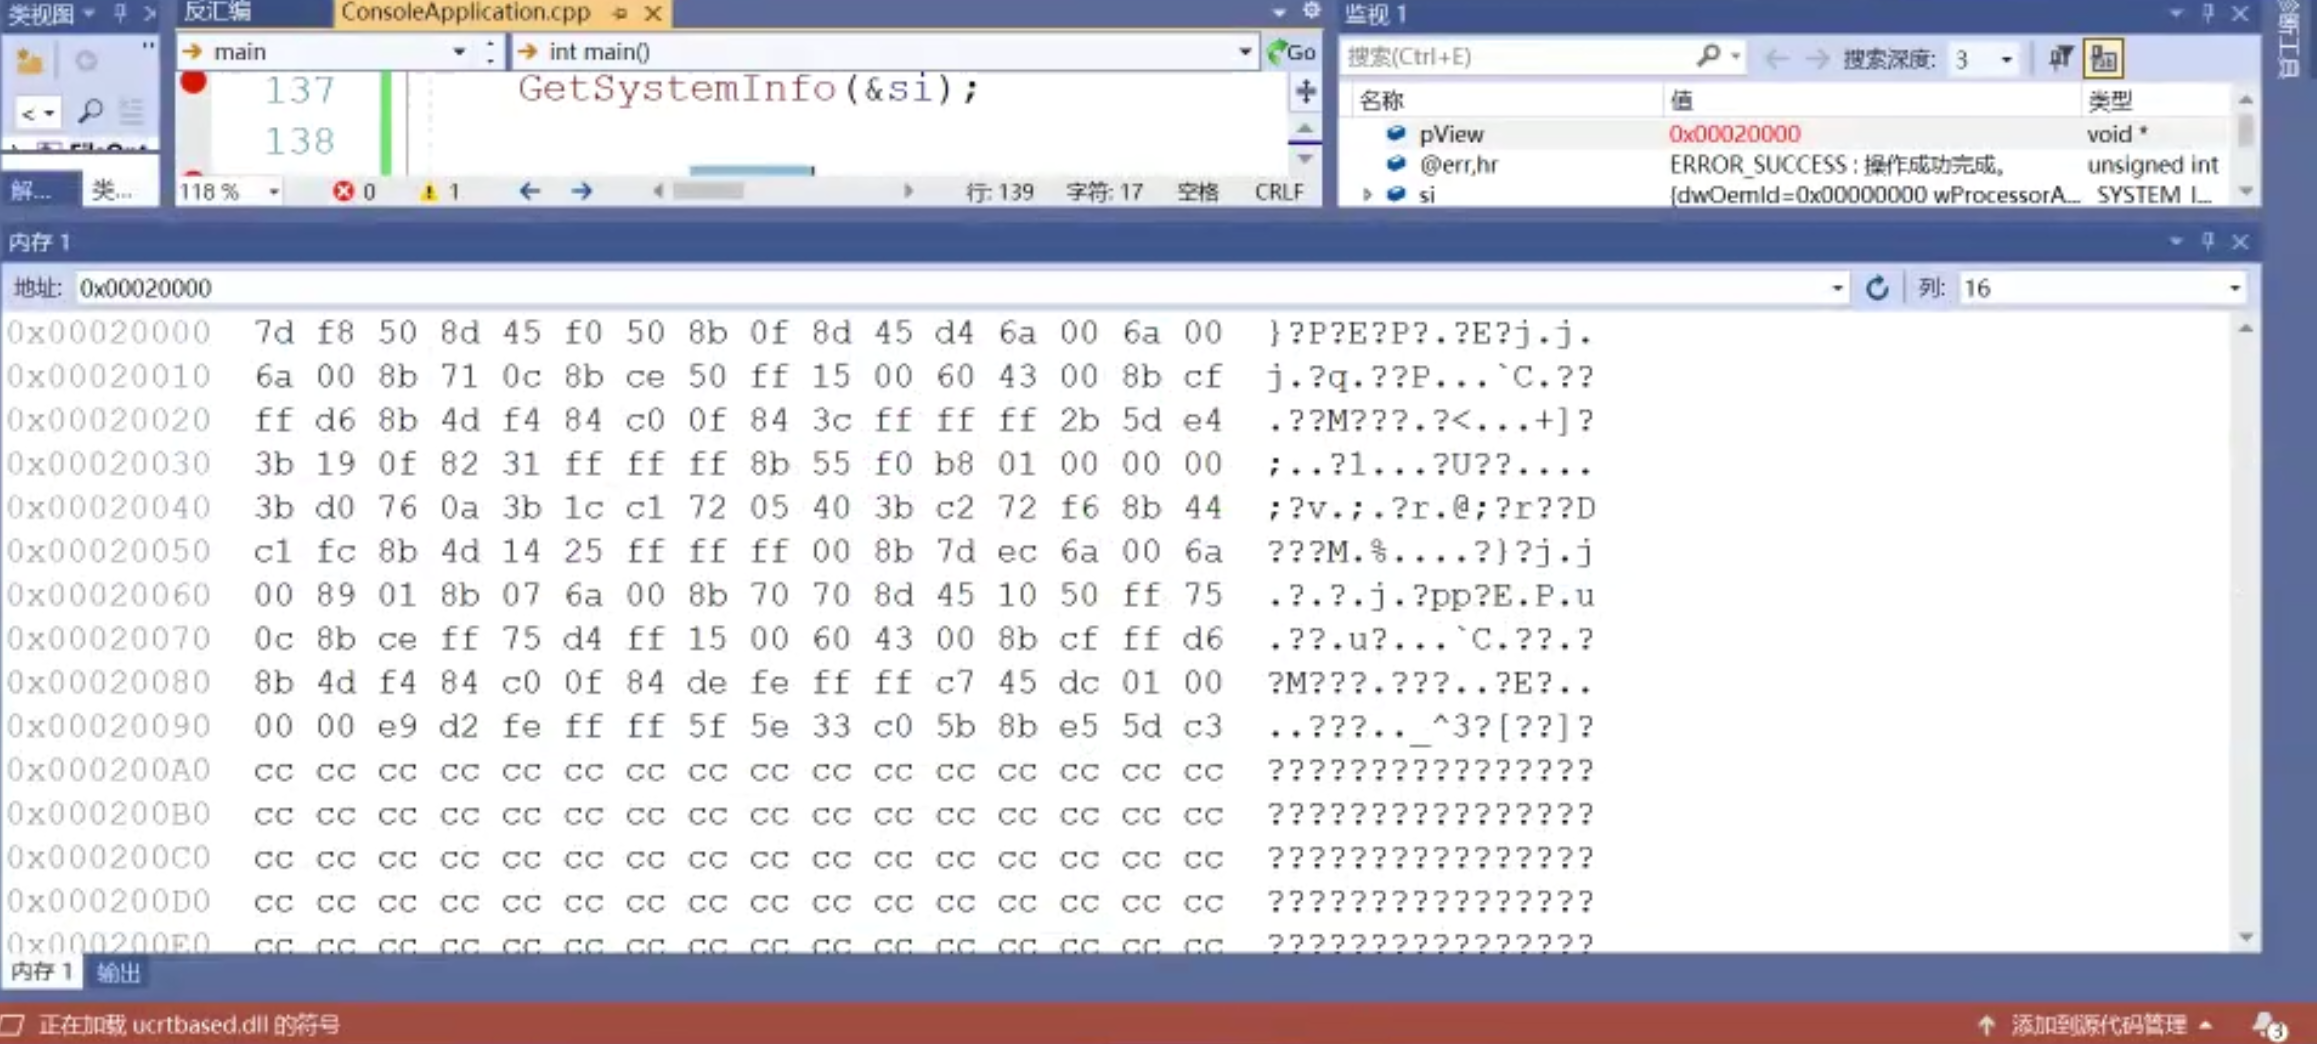 类视图
反汇编 ConsoleApplication.cpp
main int main() Go
137 GetSystemInfo(&si);
138
解... 类...
118 % 0 1 行: 139 字符: 17 空格 CRLF
监视 1
搜索(Ctrl+E) 搜索深度: 3
名称 值 类型
pView 0x00020000 void *
@err,hr ERROR_SUCCESS : 操作成功完成。 unsigned int
si {dwOemId=0x00000000 wProcessorA... SYSTEM_I...
诊断工具
内存 1
地址: 0x00020000 列: 16
0x00020000 7d f8 50 8d 45 f0 50 8b 0f 8d 45 d4 6a 00 6a 00 }?P?E?P?.?E?j.j.
0x00020010 6a 00 8b 71 0c 8b ce 50 ff 15 00 60 43 00 8b cf j.?q.??P...`C.??
0x00020020 ff d6 8b 4d f4 84 c0 0f 84 3c ff ff ff 2b 5d e4 .??M???.?<...+]?
0x00020030 3b 19 0f 82 31 ff ff ff 8b 55 f0 b8 01 00 00 00 ;..?1...?U??....
0x00020040 3b d0 76 0a 3b 1c c1 72 05 40 3b c2 72 f6 8b 44 ;?v.;.?r.@;?r??D
0x00020050 c1 fc 8b 4d 14 25 ff ff ff 00 8b 7d ec 6a 00 6a ???M.%....?}?j.j
0x00020060 00 89 01 8b 07 6a 00 8b 70 70 8d 45 10 50 ff 75 .?.?.j.?pp?E.P.u
0x00020070 0c 8b ce ff 75 d4 ff 15 00 60 43 00 8b cf ff d6 .??.u?...`C.??.?
0x00020080 8b 4d f4 84 c0 0f 84 de fe ff ff c7 45 dc 01 00 ?M???.???..?E?..
0x00020090 00 00 e9 d2 fe ff ff 5f 5e 33 c0 5b 8b e5 5d c3 ..???.._^3?[??]?
0x000200A0 cc cc cc cc cc cc cc cc cc cc cc cc cc cc cc cc ????????????????
0x000200B0 cc cc cc cc cc cc cc cc cc cc cc cc cc cc cc cc ????????????????
0x000200C0 cc cc cc cc cc cc cc cc cc cc cc cc cc cc cc cc ????????????????
0x000200D0 cc cc cc cc cc cc cc cc cc cc cc cc cc cc cc cc ????????????????
0x000200E0 cc cc cc cc cc cc cc cc cc cc cc cc cc cc cc cc ????????????????
内存 1 输出
正在加载 ucrtbased.dll 的符号 添加到源代码管理 3